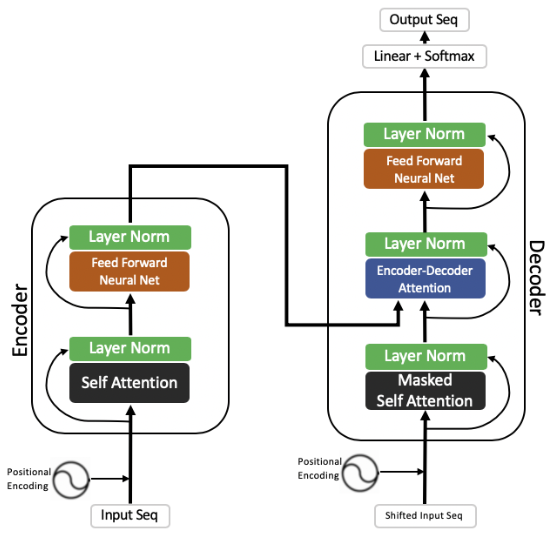 Output Seq
Linear + Softmax
Layer Norm
Feed Forward
Neural Net
Layer Norm
Encoder-Decoder
Attention
Layer Norm
Masked
Self Attention
Decoder
Positional
Encoding
Shifted Input Seq
Layer Norm
Feed Forward
Neural Net
Layer Norm
Self Attention
Encoder
Positional
Encoding
Input Seq